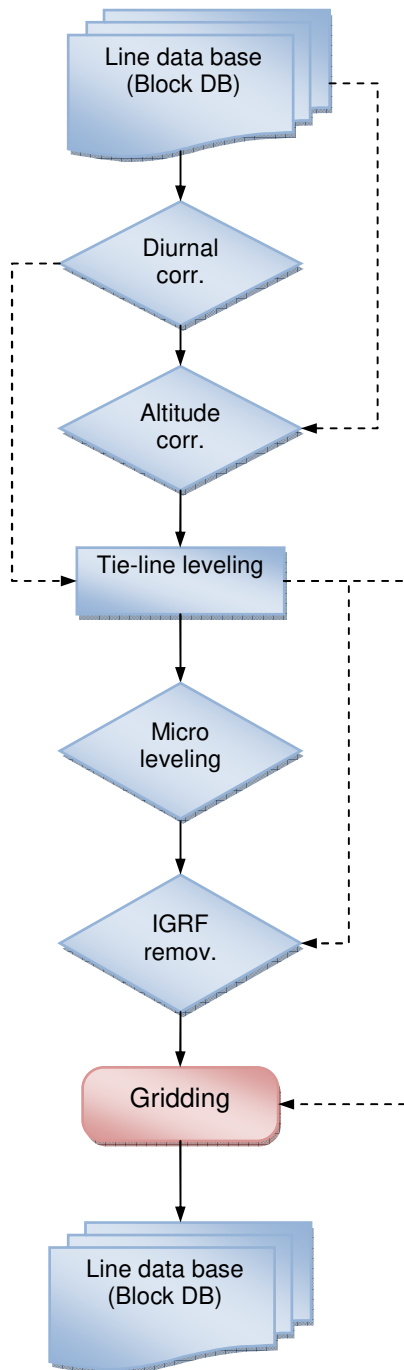 Line data base
(Block DB)
Diurnal
corr.
Altitude
corr.
Tie-line leveling
Micro
leveling
IGRF
remov.
Gridding
Line data base
(Block DB)